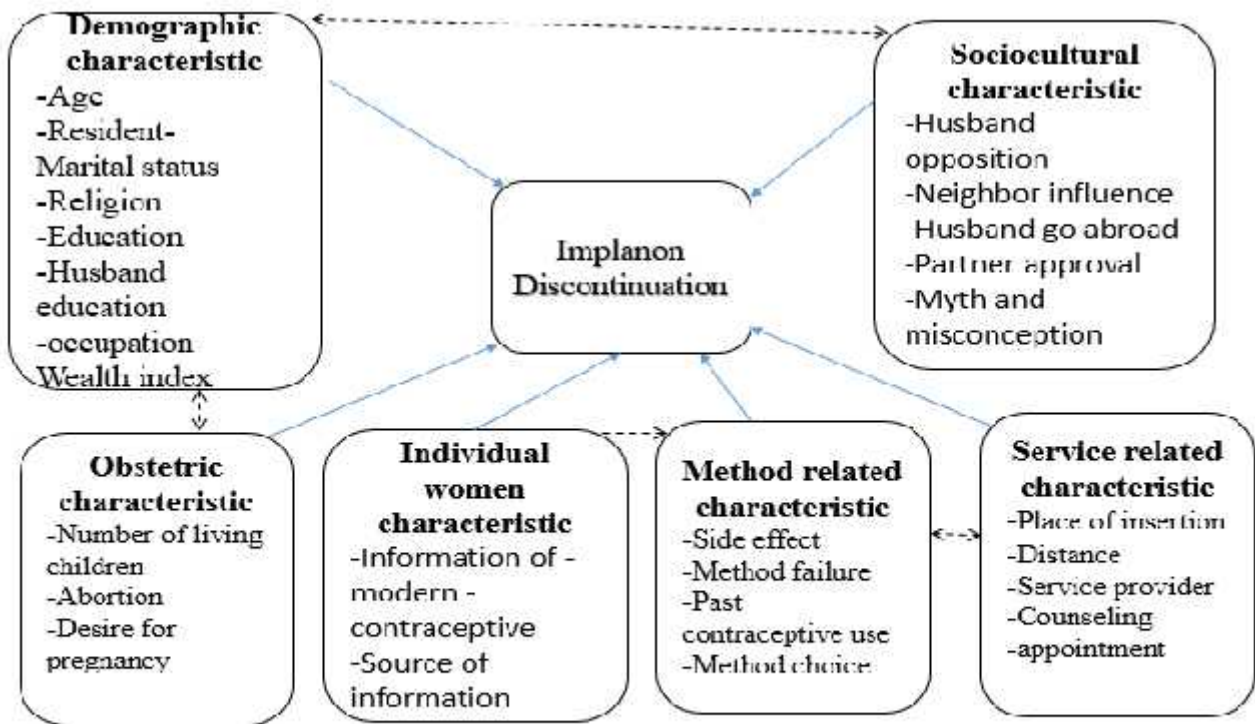 Demographic
characteristic
-Age
-Resident-
Marital status
-Religion
-Education
-Husband
education
-occupation
Wealth index
Sociocultural
characteristic
-Husband
opposition
-Neighbor influence
Husband go abroad
-Partner approval
-Myth and
misconception
Implanon
Discontinuation
Obstetric
characteristic
-Number of living
children
-Abortion
-Desire for
pregnancy
Individual
women
characteristic
-Information of -
modern -
contraceptive
-Source of
information
Method related
characteristic
-Side effect
-Method failure
-Past
contraceptive use
-Method choice
Service related
characteristic
-Place of insertion
-Distance
-Service provider
-Counseling
-appointment